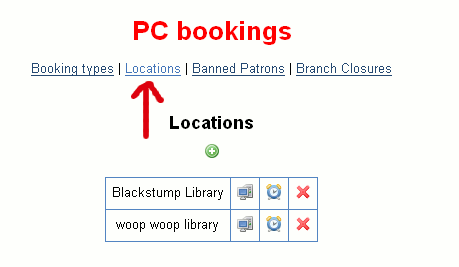 PC bookings
Booking types | Locations | Banned Patrons | Branch Closures
Locations
Blackstump Library
woop woop library